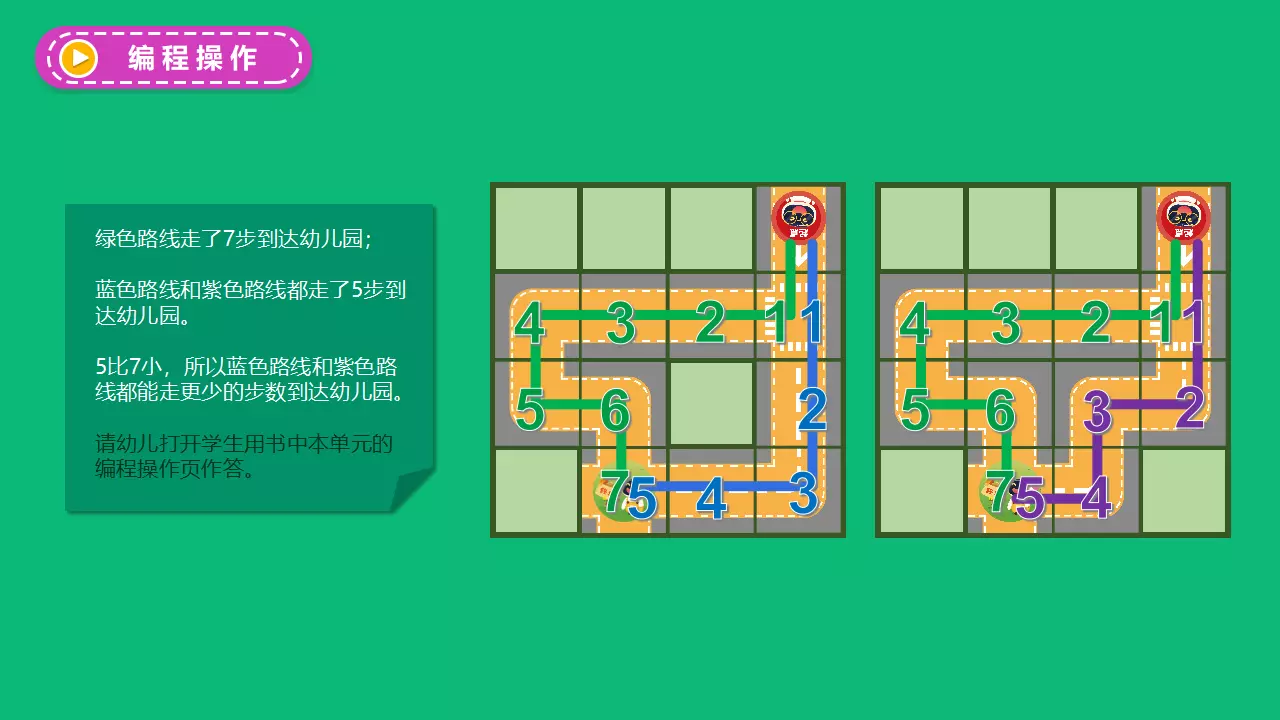 编程操作
绿色路线走了7步到达幼儿园；
蓝色路线和紫色路线都走了5步到
达幼儿园。
5比7小，所以蓝色路线和紫色路
线都能走更少的步数到达幼儿园。
请幼儿打开学生用书中本单元的
编程操作页作答。
4 3 2 1 1
5 6 2
7 5 4 3
4 3 2 1 1
5 6 3 2
7 5 4